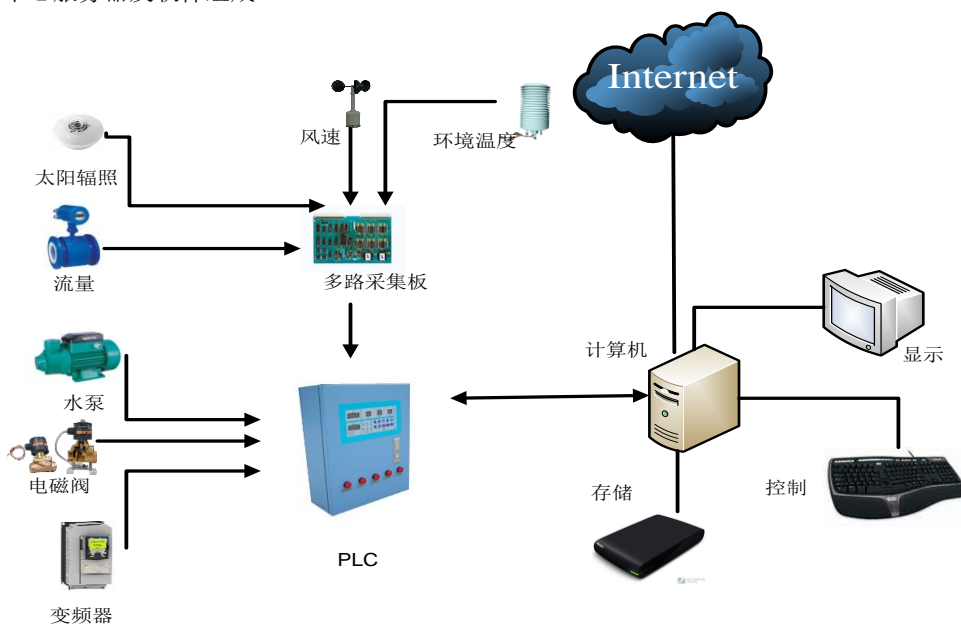 Internet
风速
环境温度
太阳辐照
流量
多路采集板
计算机
显示
水泵
电磁阀
存储
控制
PLC
变频器